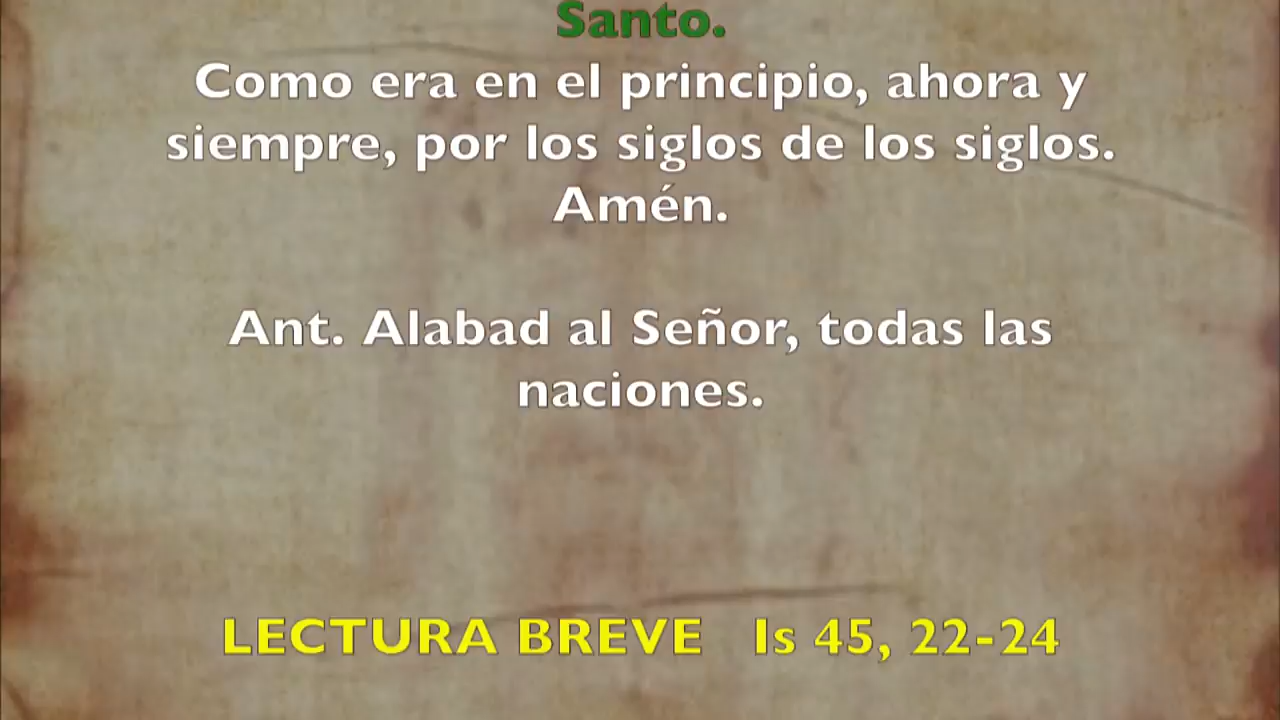 Santo.
Como era en el principio, ahora y
siempre, por los siglos de los siglos.
Amén.
Ant. Alabad al Señor, todas las
naciones.
LECTURA BREVE Is 45, 22-24